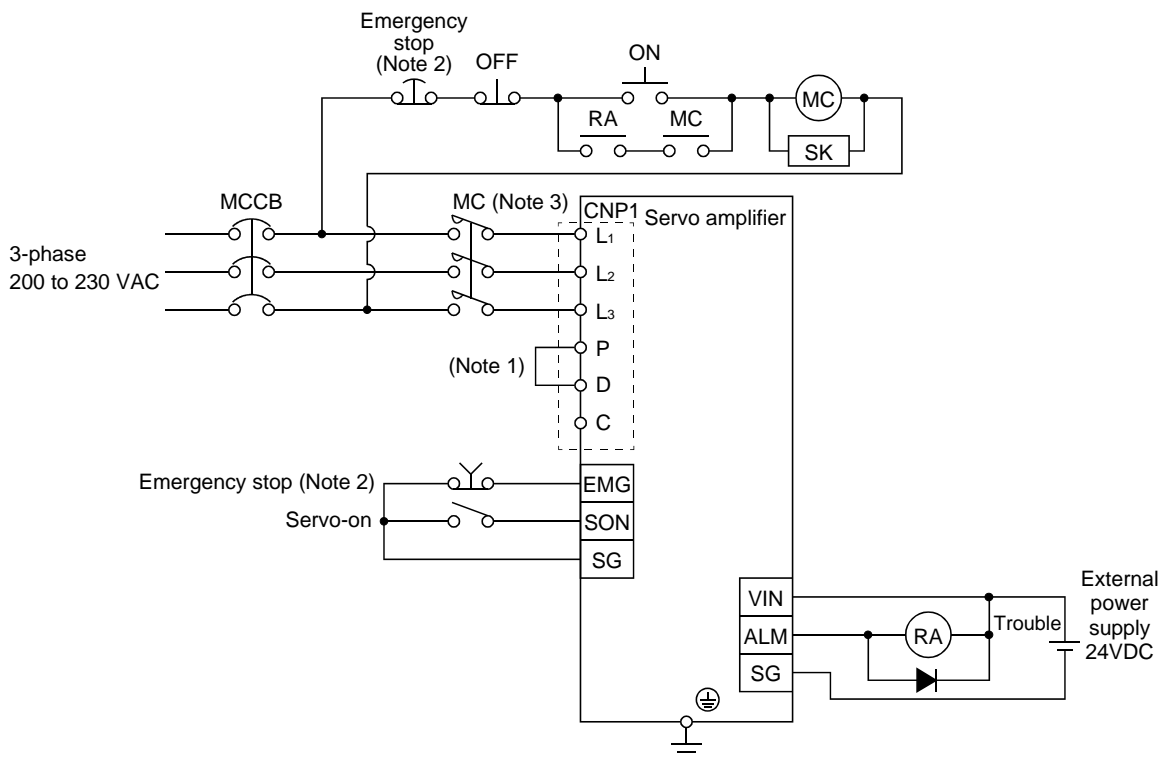 Emergency
stop
(Note 2)
OFF
ON
RA
MC
MC
SK
MCCB
MC (Note 3)
CNP1
Servo amplifier
3-phase
200 to 230 VAC
L1
L2
L3
(Note 1)
P
D
C
Emergency stop (Note 2)
EMG
Servo-on
SON
SG
VIN
ALM
SG
RA
Trouble
External
power
supply
24VDC